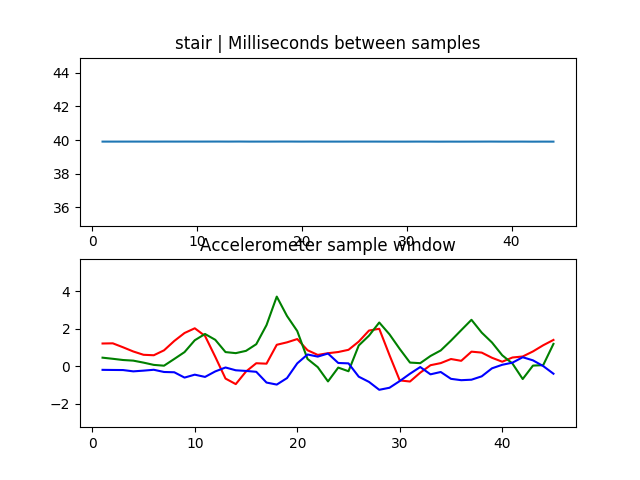 stair | Milliseconds between samples
44
42
40
38
36
0 10 20 30 40
Accelerometer sample window
4
2
0
−2
0 10 20 30 40